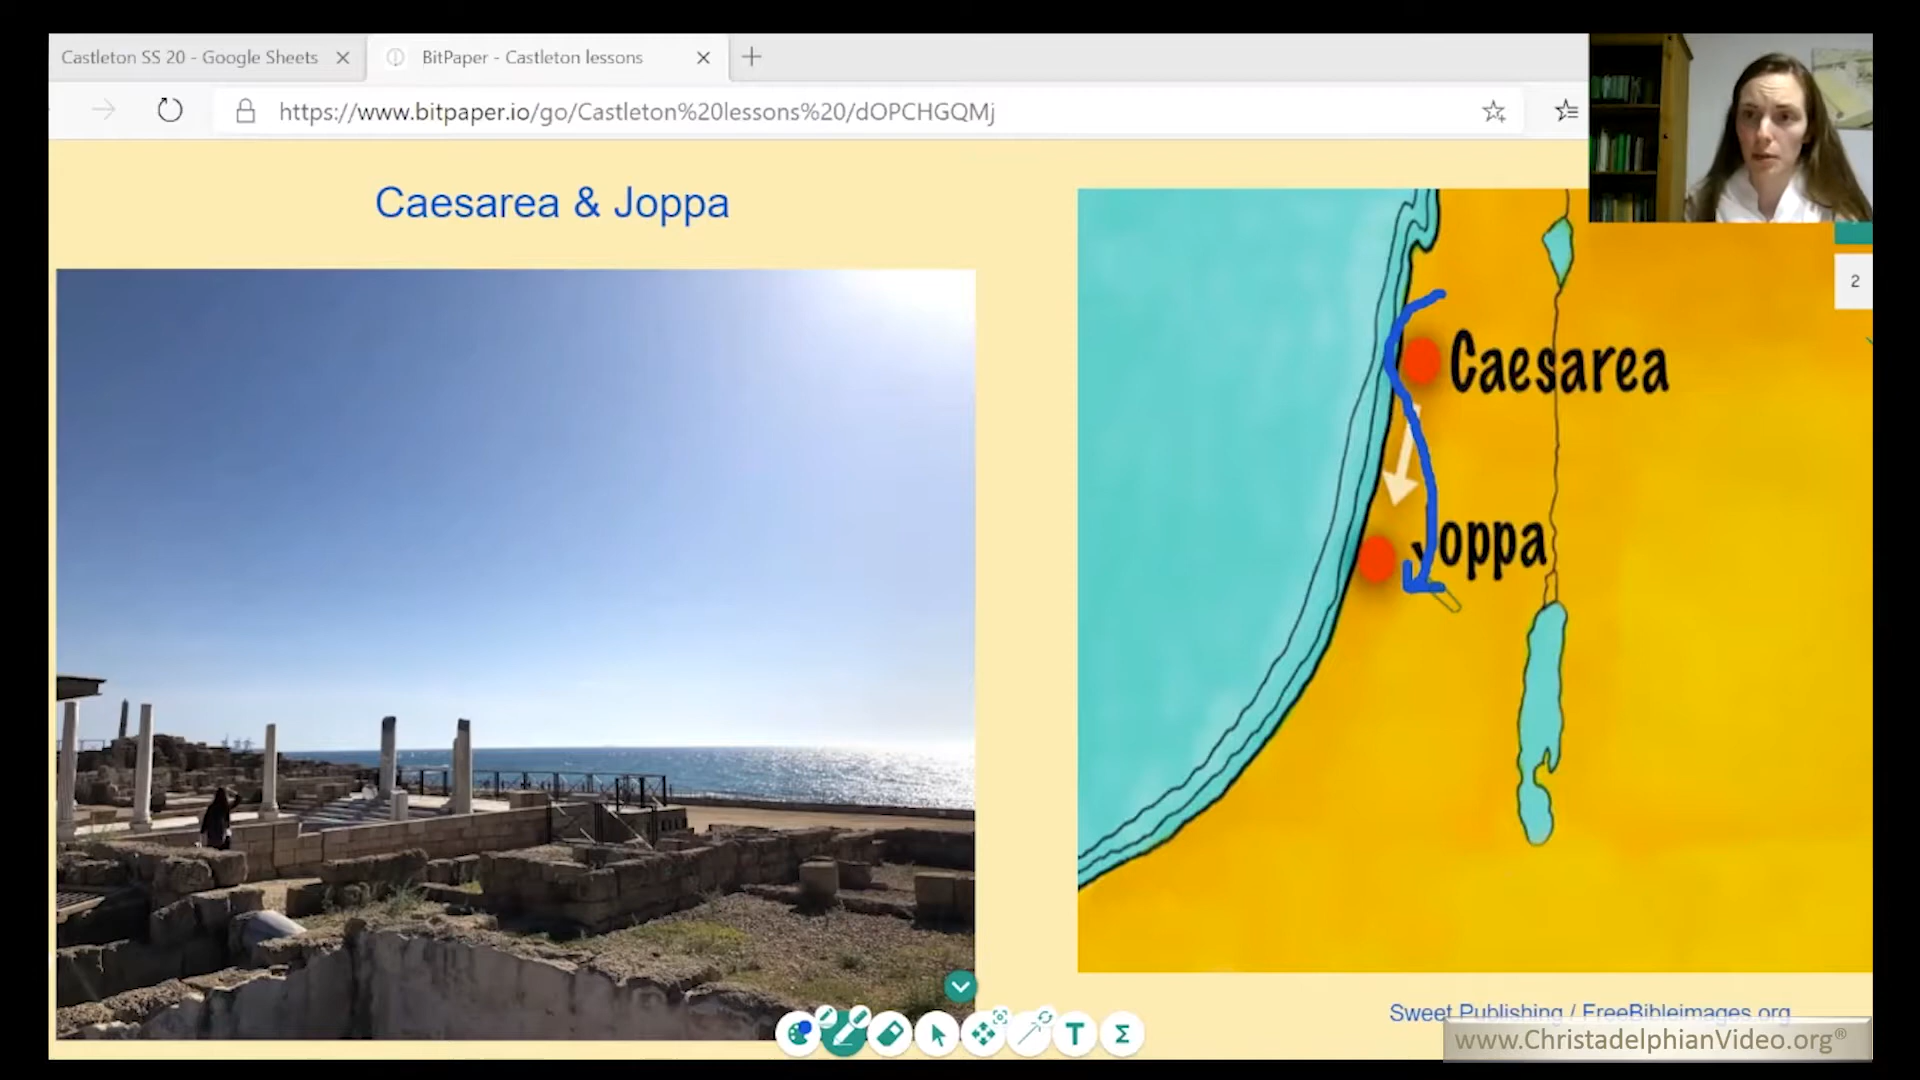 Castleton SS 20 - Google Sheets
BitPaper - Castleton lessons
https://www.bitpaper.io/go/Castleton%20lessons%20/dOPCHGQMj
Caesarea & Joppa
2
Caesarea
Joppa
T
Σ
Sweet Publishing / FreeBibleimages.org
www.ChristadelphianVideo.org®